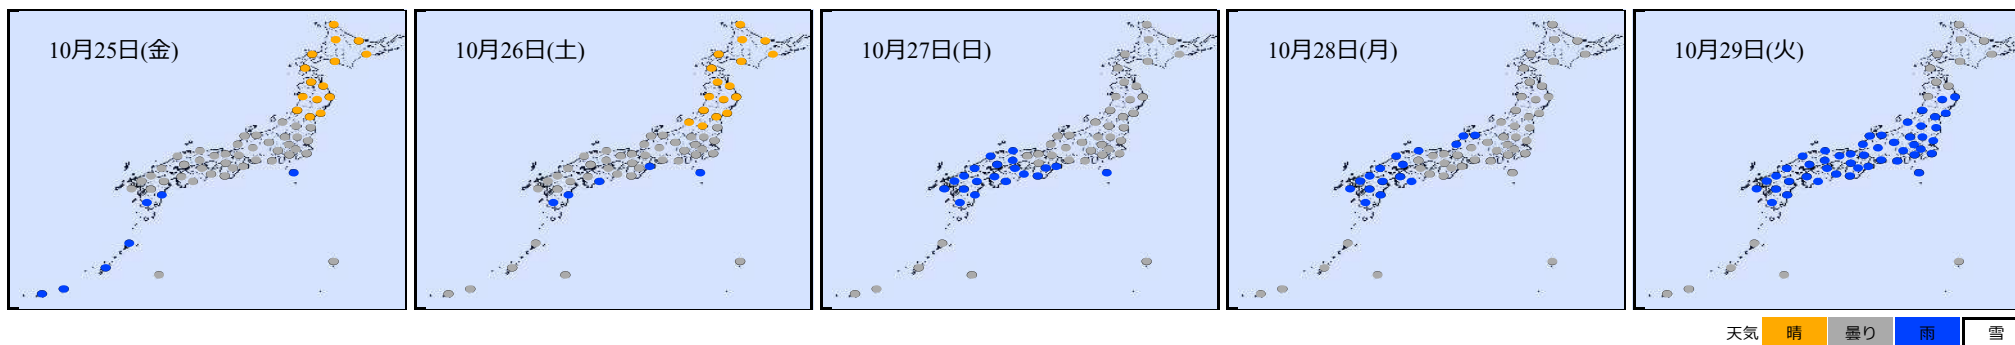 10月25日(金)
10月26日(土)
10月27日(日)
10月28日(月)
10月29日(火)
天気 晴 曇り 雨 雪